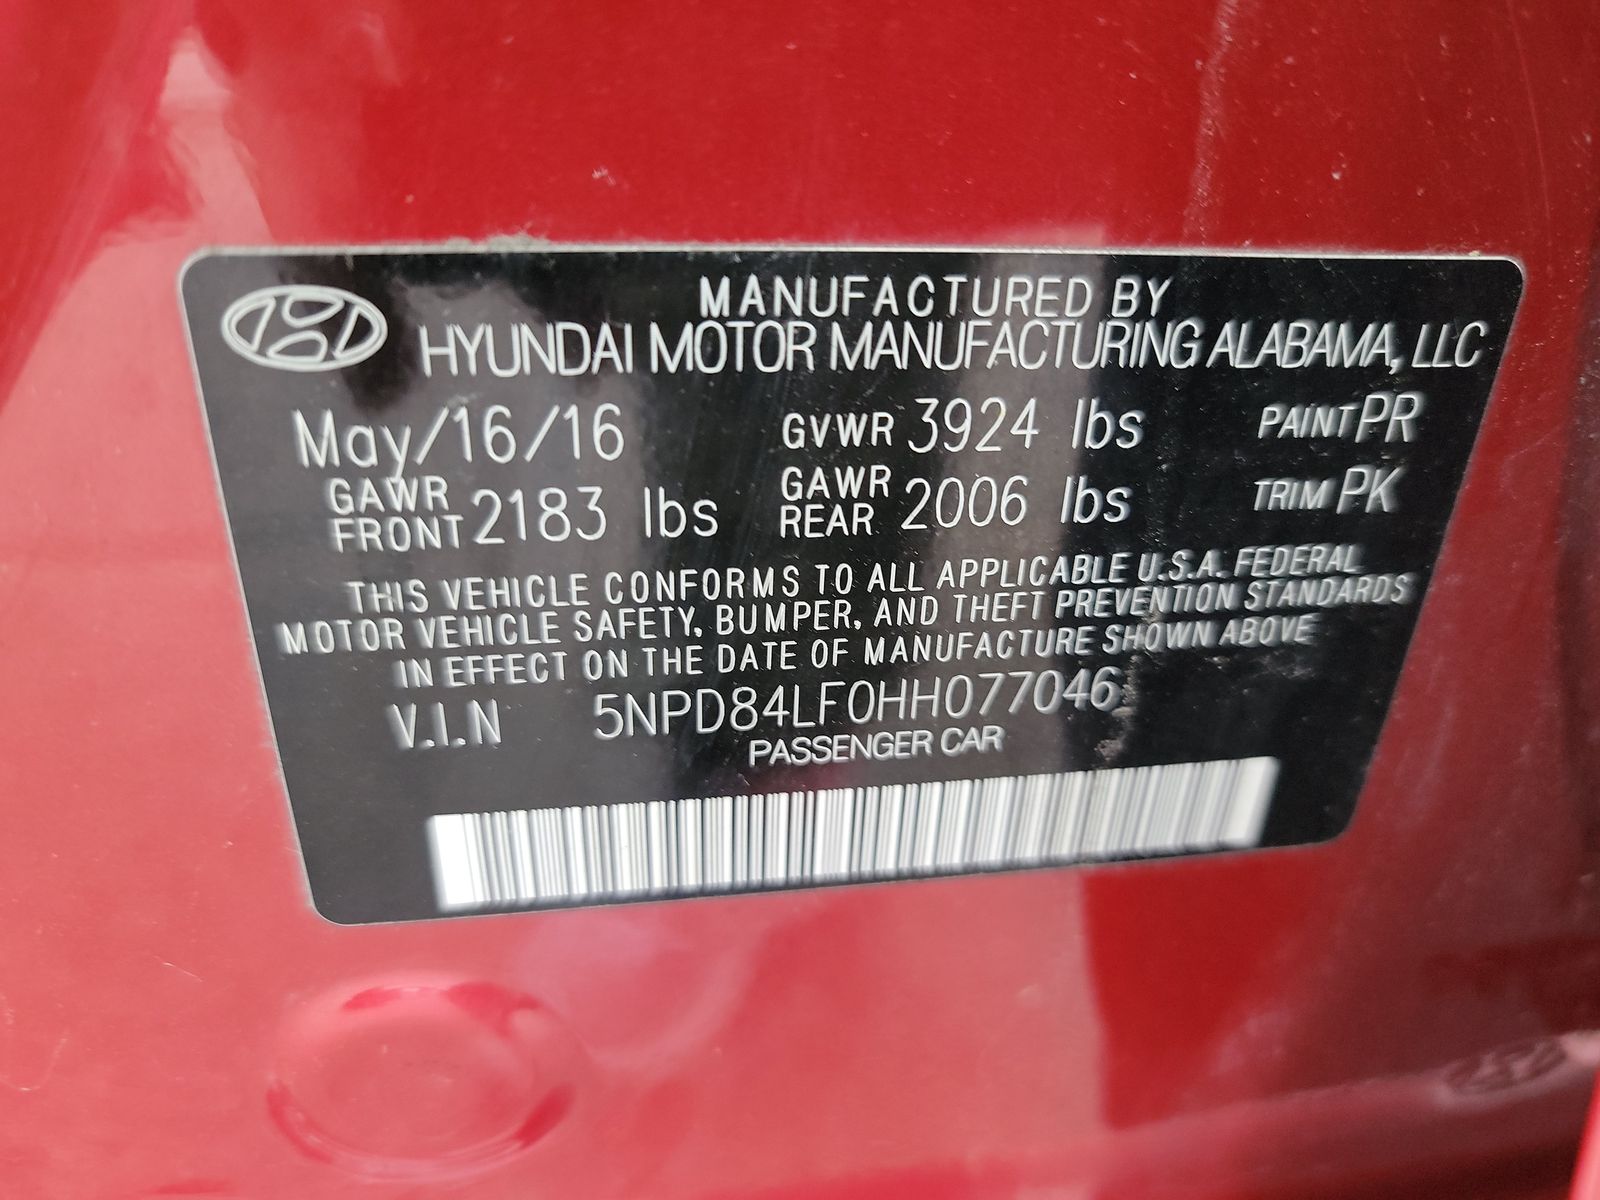 MANUFACTURED BY
HYUNDAI MOTOR MANUFACTURING ALABAMA, LLC
May/16/16 GVWR 3924 lbs PAINT PR
GAWR FRONT 2183 lbs GAWR REAR 2006 lbs TRIM PK
THIS VEHICLE CONFORMS TO ALL APPLICABLE U.S.A. FEDERAL
MOTOR VEHICLE SAFETY, BUMPER, AND THEFT PREVENTION STANDARDS
IN EFFECT ON THE DATE OF MANUFACTURE SHOWN ABOVE
V.I.N 5NPD84LF0HH077046
PASSENGER CAR